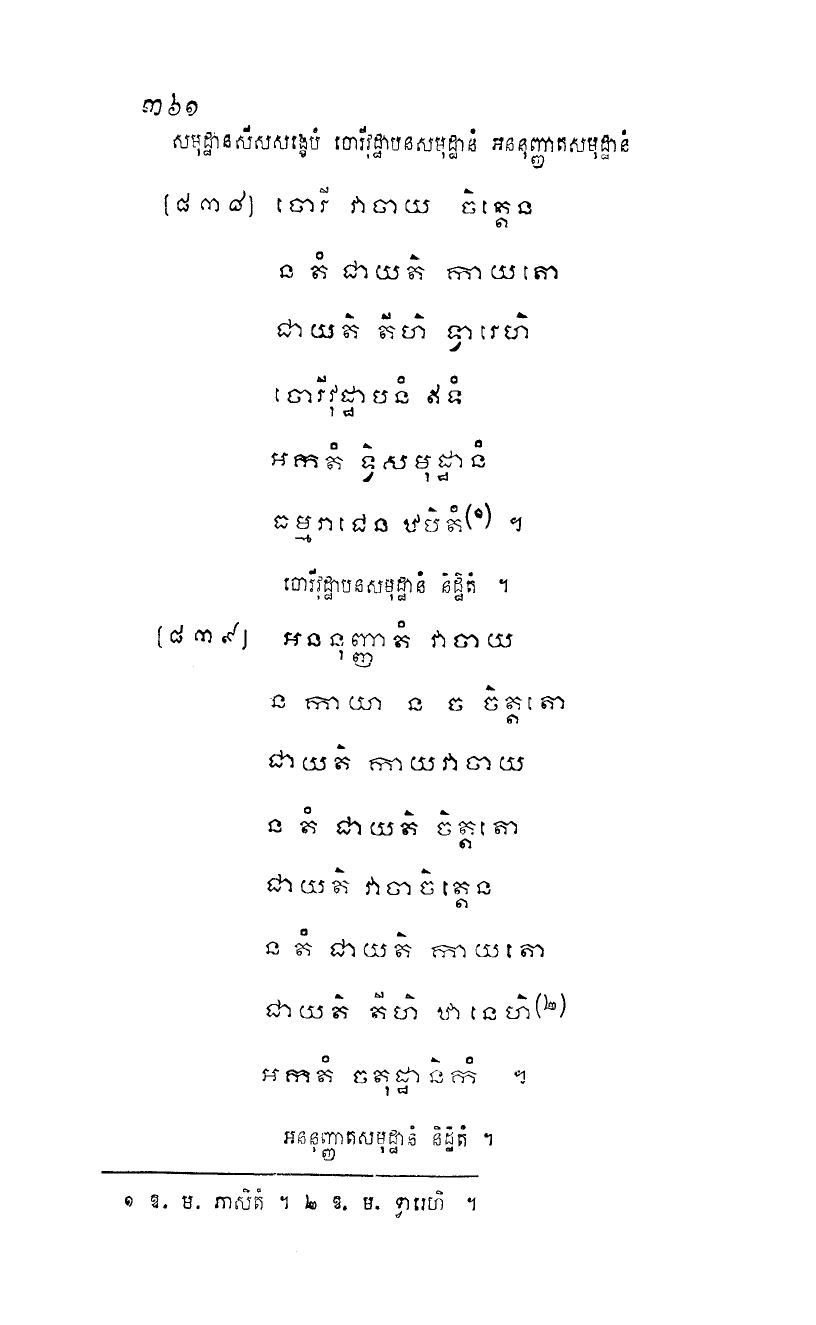 ៣៦១
សមុដ្ឋានសីសសង្ខេបំ ចោរីវុដ្ឋាបនសមុដ្ឋានំ អននុញ្ញាតសមុដ្ឋានំ
[៨៣៨] ចោរី វាចាយ ចិត្តេន
ន តំ ជាយតិ កាយតោ
ជាយតិ តីហិ ទ្វារេហិ
ចោរីវុដ្ឋាបនំ ឥទំ
អកតំ ទ្វិសមុដ្ឋានំ
ធម្មរាជេន ឋបិតំ(១) ។
ចោរីវុដ្ឋាបនសមុដ្ឋានំ និដ្ឋិតំ ។
[៨៣៩] អននុញ្ញាតំ វាចាយ
ន កាយា ន ច ចិត្តតោ
ជាយតិ កាយវាចាយ
ន តំ ជាយតិ ចិត្តតោ
ជាយតិ វាចាចិត្តេន
ន តំ ជាយតិ កាយតោ
ជាយតិ តីហិ ឋានេហិ(២)
អកតំ ចតុដ្ឋានិកំ ។
អននុញ្ញាតសមុដ្ឋានំ និដ្ឋិតំ ។
១ ឱ. ម. ភាសិតំ ។ ២ ឱ. ម. ទ្វារេហិ ។